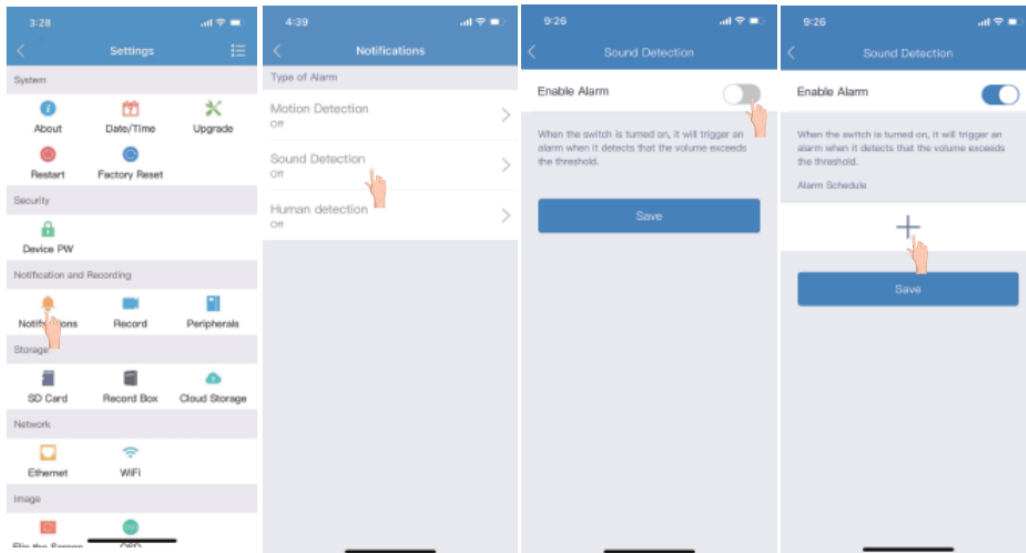 3:28
Settings
System
About
Date/Time
Upgrade
Restart
Factory Reset
Security
Device PW
Notification and Recording
Notifications
Record
Peripherals
Storage
SD Card
Record Box
Cloud Storage
Network
Ethernet
WiFi
Image
Flip the Screen
OSD
4:39
Notifications
Type of Alarm
Motion Detection
Off
Sound Detection
Off
Human detection
Off
9:26
Sound Detection
Enable Alarm
When the switch is turned on, it will trigger an
alarm when it detects that the volume exceeds
the threshold.
Save
9:26
Sound Detection
Enable Alarm
When the switch is turned on, it will trigger an
alarm when it detects that the volume exceeds
the threshold.
Alarm Schedule
Save